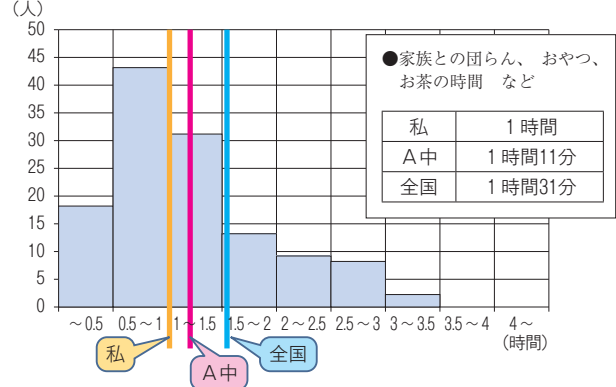 (人)
50
45
40
35
30
25
20
15
10
5
0
～0.5 0.5～1 1～1.5 1.5～2 2～2.5 2.5～3 3～3.5 3.5～4 4～
(時間)
私
A中
全国
●家族との団らん、 おやつ、
お茶の時間 など
私 1時間
A中 1時間11分
全国 1時間31分